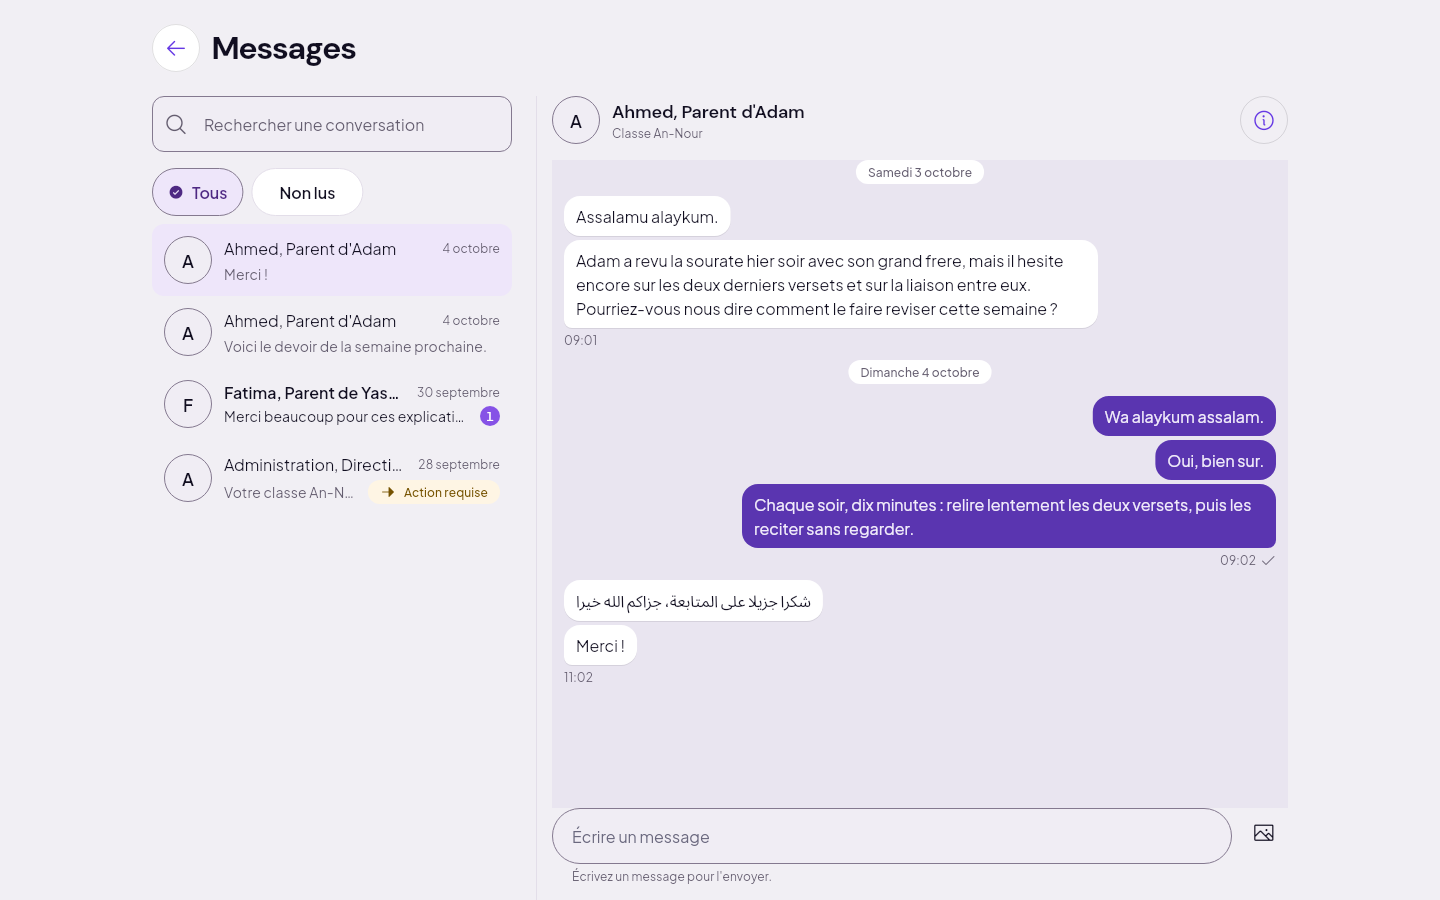 Messages
Rechercher une conversation
Tous
Non lus
A
Ahmed, Parent d'Adam
4 octobre
Merci !
A
Ahmed, Parent d'Adam
4 octobre
Voici le devoir de la semaine prochaine.
F
Fatima, Parent de Yas...
30 septembre
Merci beaucoup pour ces explicati...
1
A
Administration, Directi...
28 septembre
Votre classe An-N...
Action requise
A
Ahmed, Parent d'Adam
Classe An-Nour
Samedi 3 octobre
Assalamu alaykum.
Adam a revu la sourate hier soir avec son grand frere, mais il hesite
encore sur les deux derniers versets et sur la liaison entre eux.
Pourriez-vous nous dire comment le faire reviser cette semaine ?
09:01
Dimanche 4 octobre
Wa alaykum assalam.
Oui, bien sur.
Chaque soir, dix minutes : relire lentement les deux versets, puis les
reciter sans regarder.
09:02
شكرا جزيلا على المتابعة، جزاكم الله خيرا
Merci !
11:02
Écrire un message
Écrivez un message pour l'envoyer.